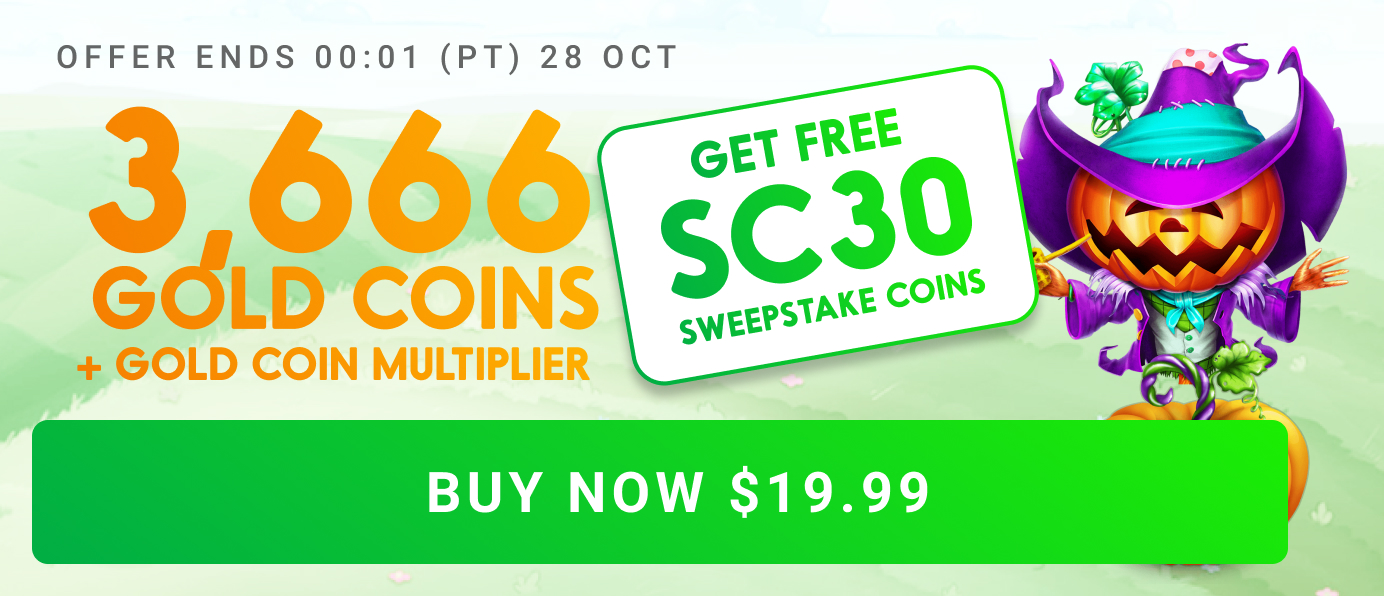 OFFER ENDS 00:01 (PT) 28 OCT
3,666
GOLD COINS
+ GOLD COIN MULTIPLIER
GET FREE
SC30
SWEEPSTAKE COINS
BUY NOW $19.99